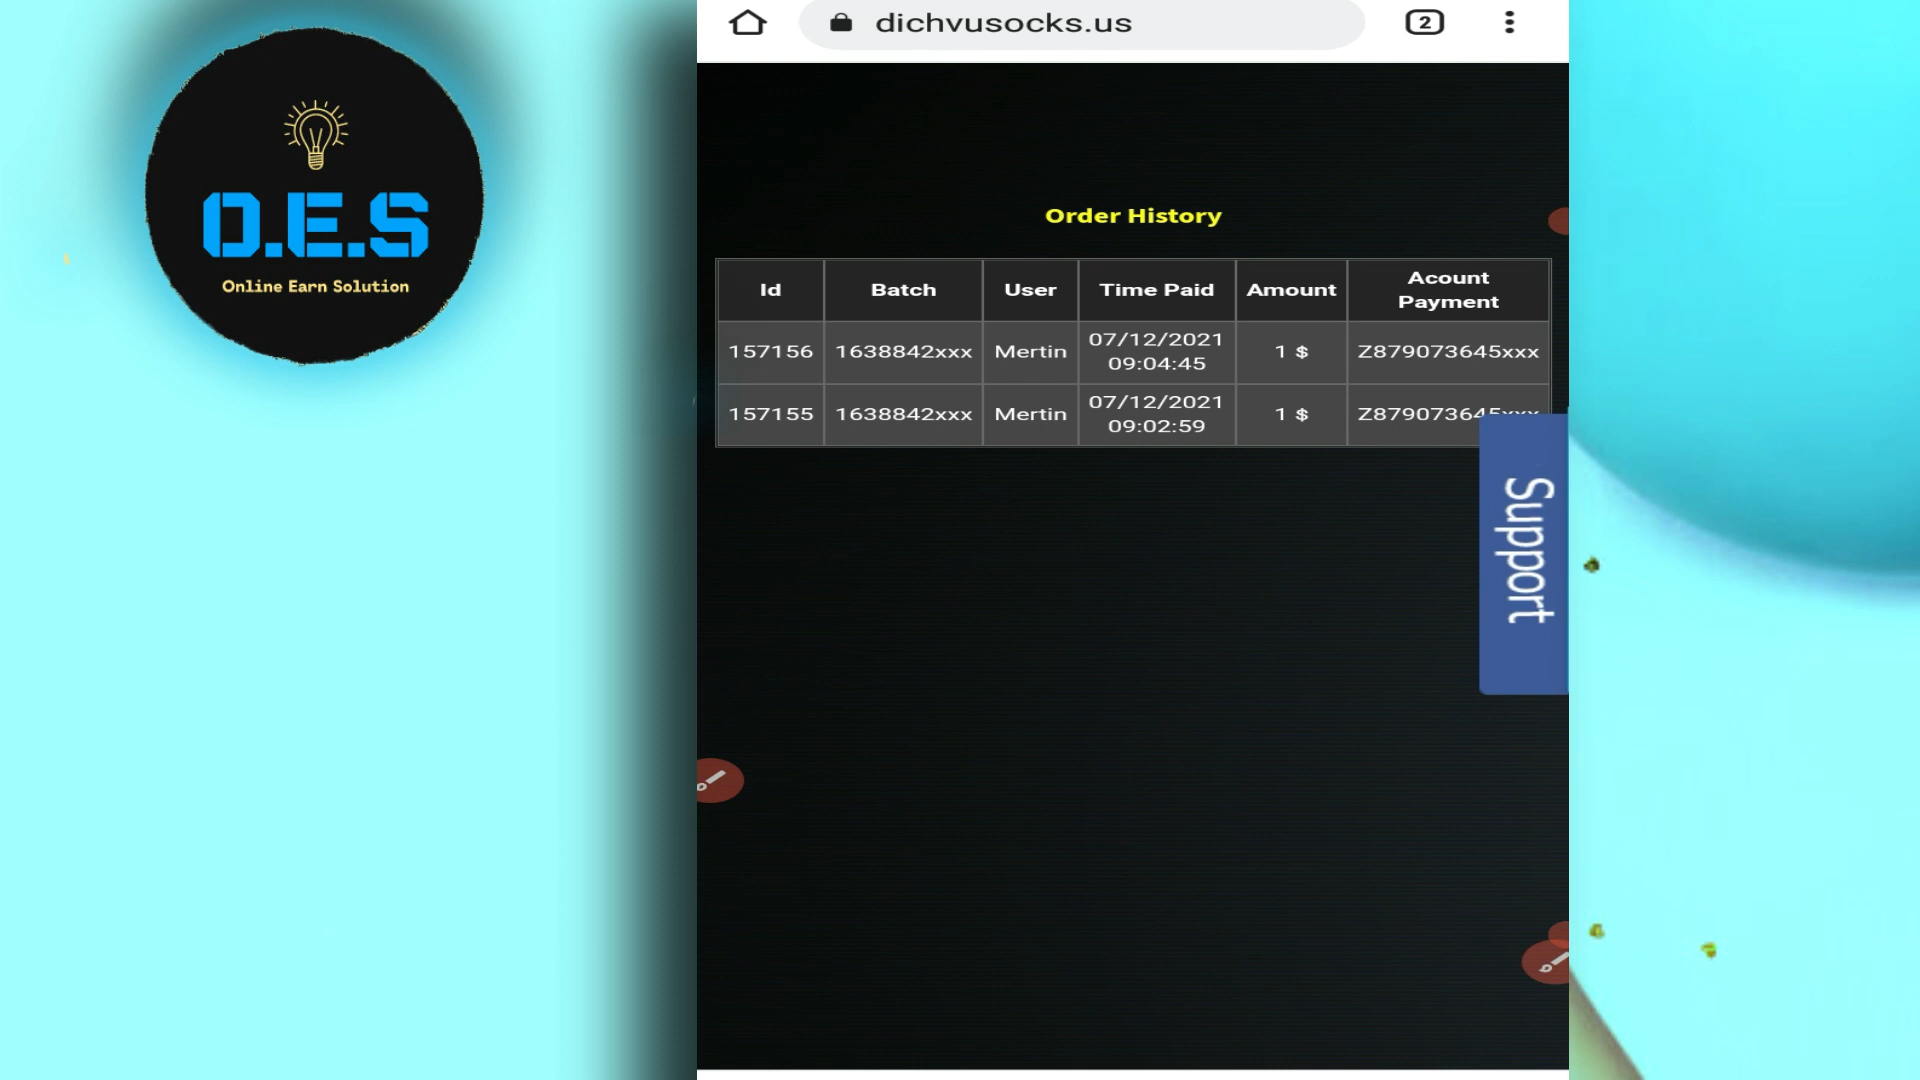 O.E.S
Online Earn Solution
dichvusocks.us
2
Order History
Id Batch User Time Paid Amount Acount Payment
157156 1638842xxx Mertin 07/12/2021 09:04:45 1 $ Z879073645xxx
157155 1638842xxx Mertin 07/12/2021 09:02:59 1 $ Z879073645xxx
Support